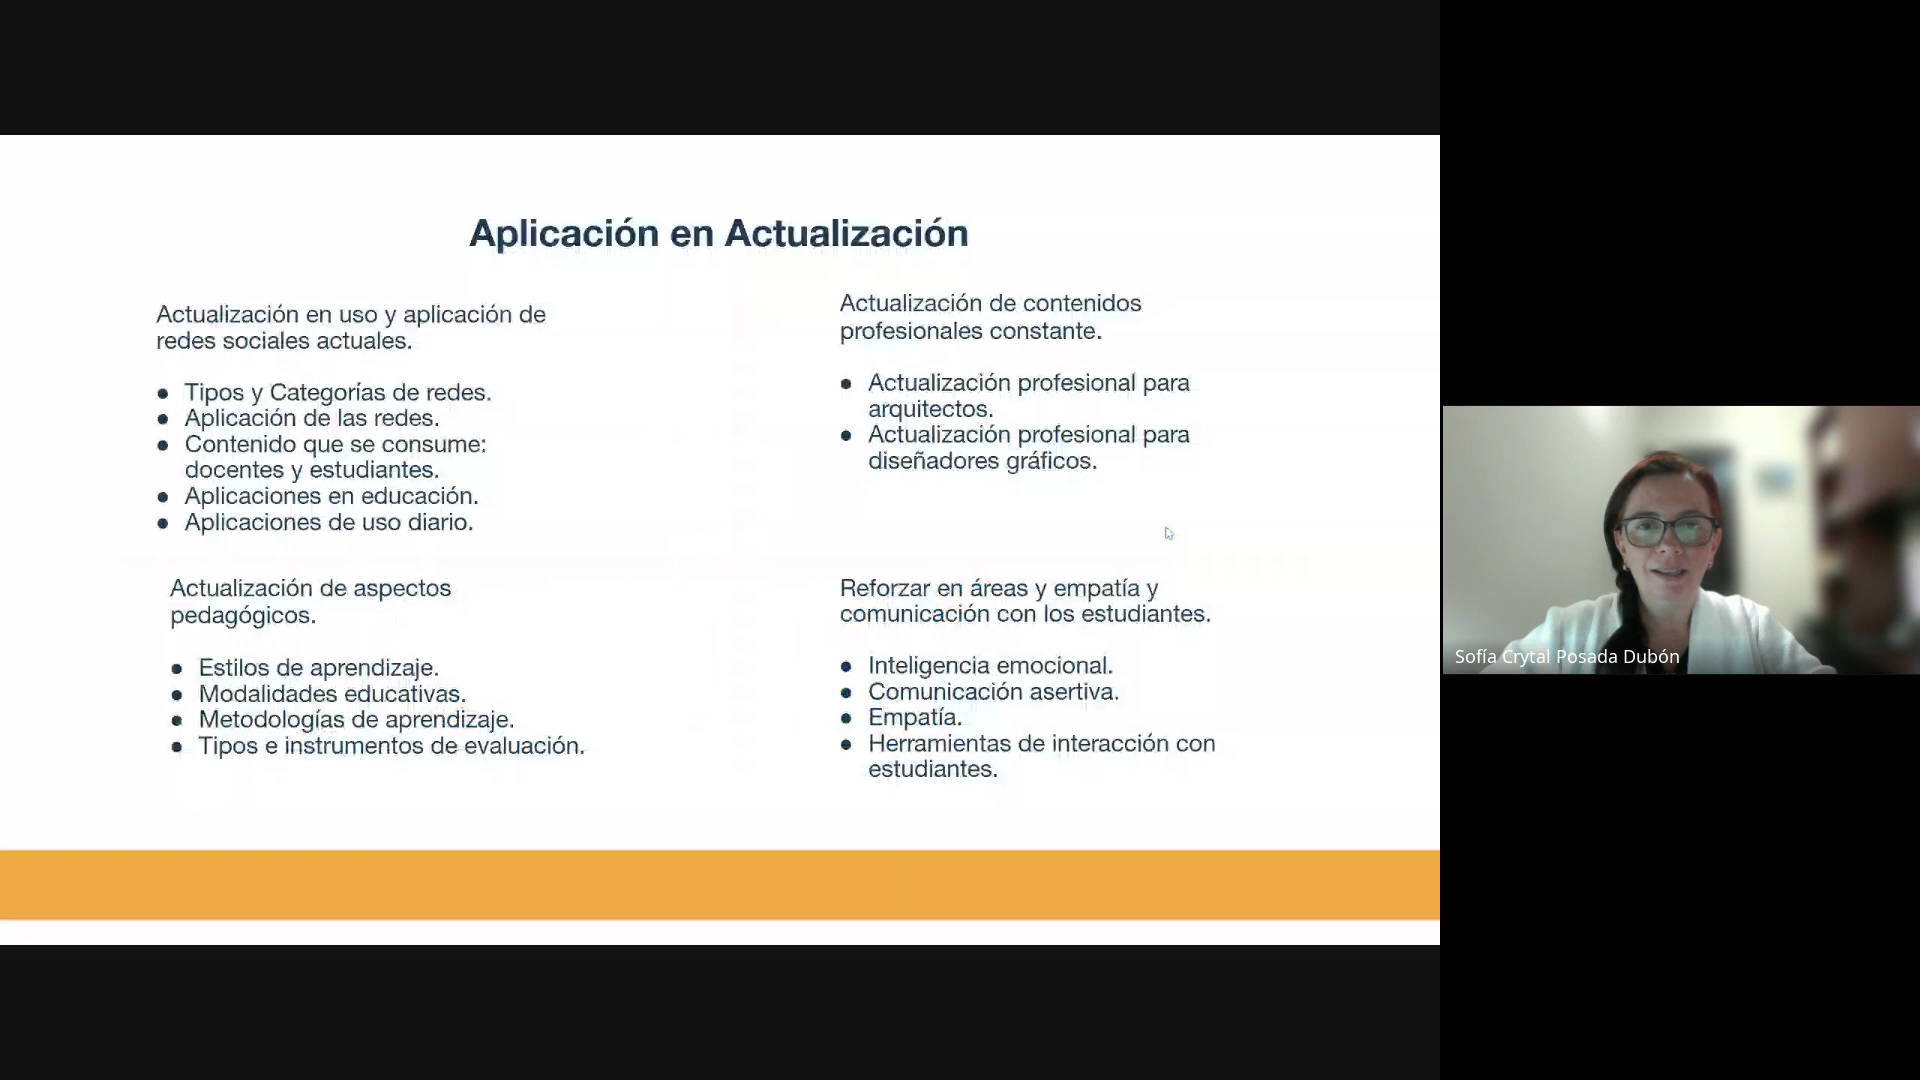 Aplicación en Actualización
Actualización en uso y aplicación de
redes sociales actuales.
● Tipos y Categorías de redes.
● Aplicación de las redes.
● Contenido que se consume:
docentes y estudiantes.
● Aplicaciones en educación.
● Aplicaciones de uso diario.
Actualización de contenidos
profesionales constante.
● Actualización profesional para
arquitectos.
● Actualización profesional para
diseñadores gráficos.
Actualización de aspectos
pedagógicos.
● Estilos de aprendizaje.
● Modalidades educativas.
● Metodologías de aprendizaje.
● Tipos e instrumentos de evaluación.
Reforzar en áreas y empatía y
comunicación con los estudiantes.
● Inteligencia emocional.
● Comunicación asertiva.
● Empatía.
● Herramientas de interacción con
estudiantes.
Sofía Crytal Posada Dubón